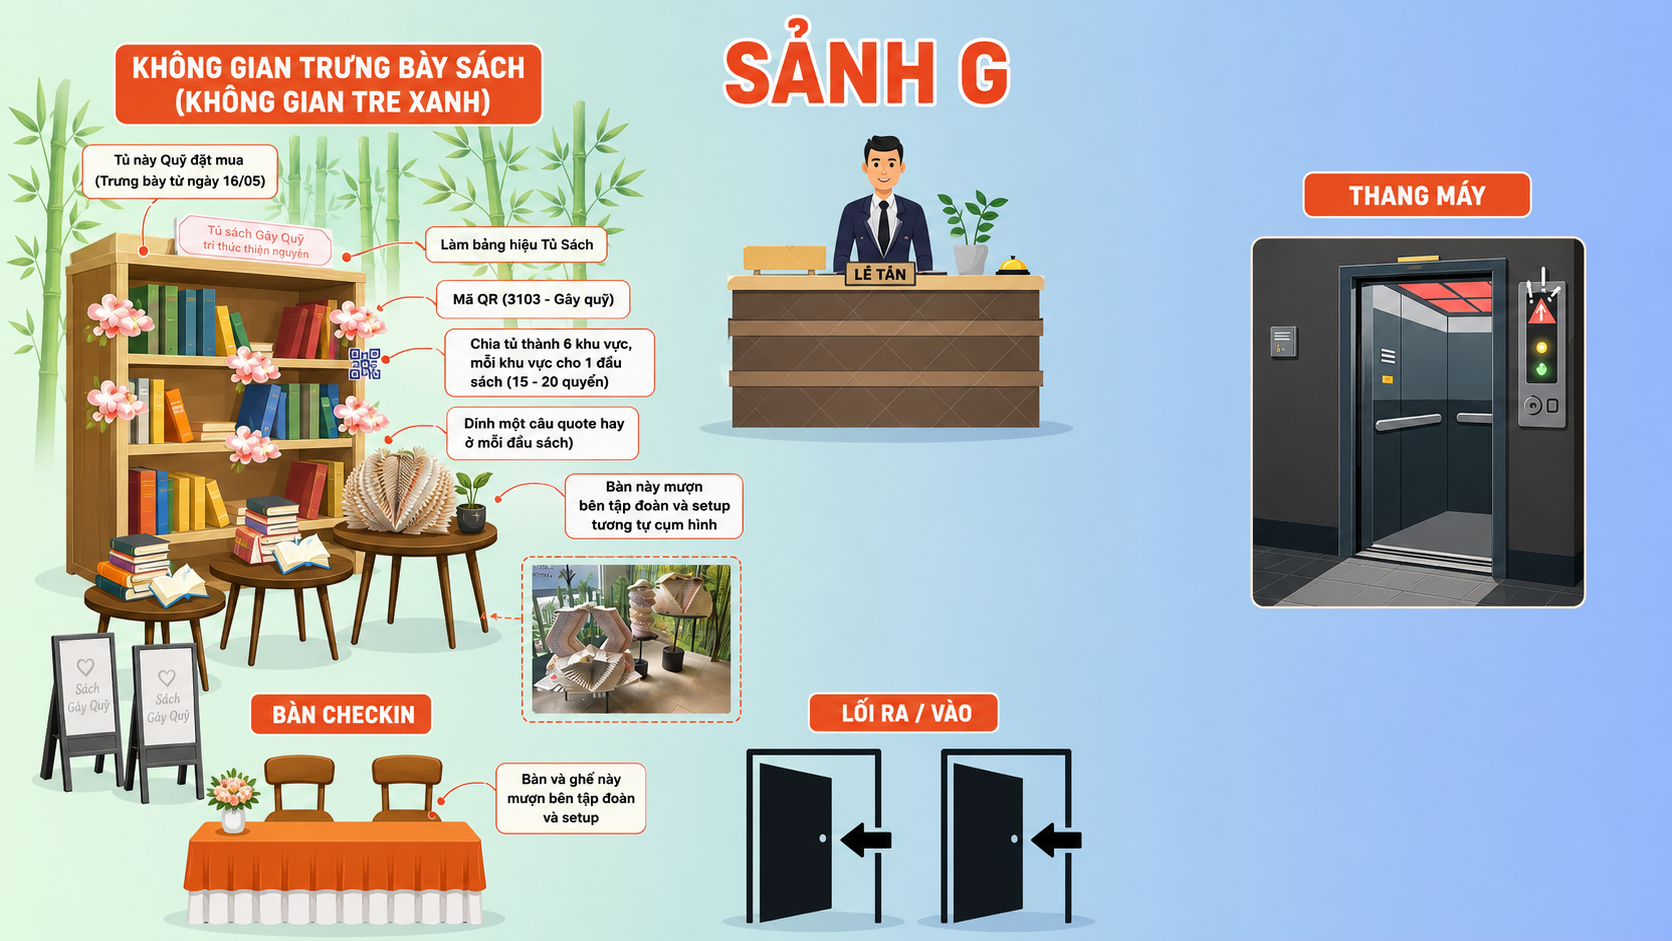 SẢNH G
KHÔNG GIAN TRƯNG BÀY SÁCH
(KHÔNG GIAN TRE XANH)
Tủ này Quỹ đặt mua
(Trưng bày từ ngày 16/05)
Tủ sách Gây Quỹ
tri thức thiện nguyện
Làm bảng hiệu Tủ Sách
Mã QR (3103 - Gây quỹ)
Chia tủ thành 6 khu vực,
mỗi khu vực cho 1 đầu
sách (15 - 20 quyển)
Dính một câu quote hay
ở mỗi đầu sách)
Bàn này mượn
bên tập đoàn và setup
tương tự cụm hình
Sách
Gây Quỹ
Sách
Gây Quỹ
BÀN CHECKIN
Bàn và ghế này
mượn bên tập đoàn
và setup
LỄ TÂN
LỐI RA / VÀO
THANG MÁY